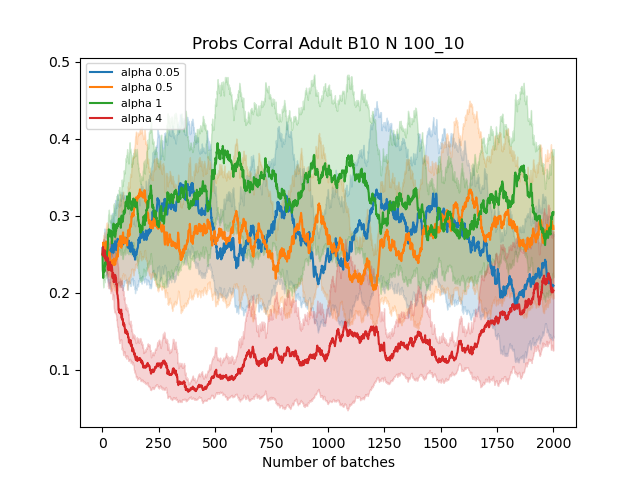 Probs Corral Adult B10 N 100_10
alpha 0.05
alpha 0.5
alpha 1
alpha 4
0.5
0.4
0.3
0.2
0.1
0 250 500 750 1000 1250 1500 1750 2000
Number of batches